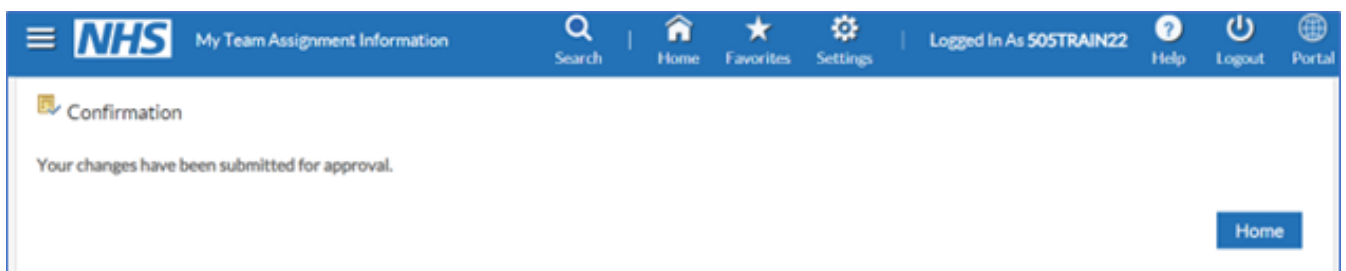 NHS My Team Assignment Information Search Home Favorites Settings Logged In As 505TRAIN22 Help Logout Portal
Confirmation
Your changes have been submitted for approval.
Home